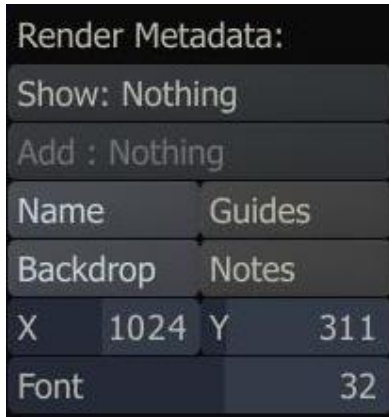 Render Metadata:
Show: Nothing
Add : Nothing
Name Guides
Backdrop Notes
X 1024 Y 311
Font 32